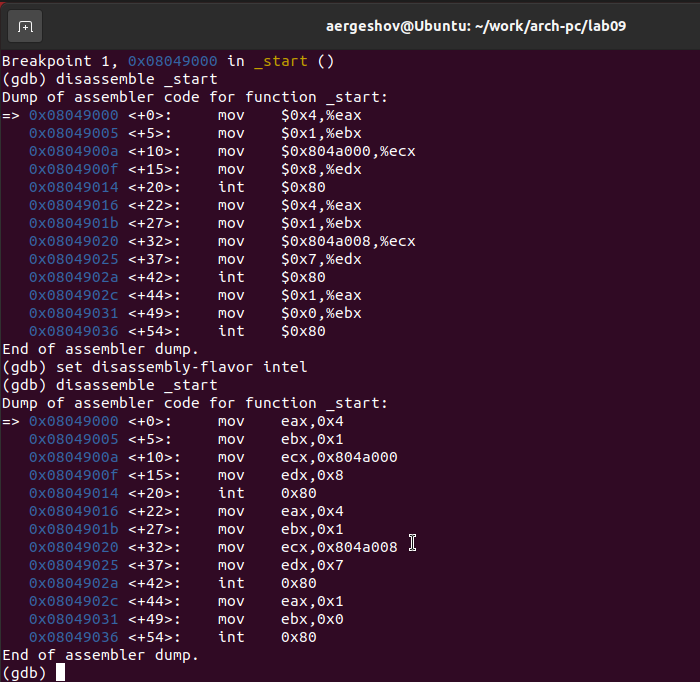 aergeshov@Ubuntu: ~/work/arch-pc/lab09
Breakpoint 1, 0x08049000 in _start ()
(gdb) disassemble _start
Dump of assembler code for function _start:
=> 0x08049000 <+0>:     mov    $0x4,%eax
   0x08049005 <+5>:     mov    $0x1,%ebx
   0x0804900a <+10>:    mov    $0x804a000,%ecx
   0x0804900f <+15>:    mov    $0x8,%edx
   0x08049014 <+20>:    int    $0x80
   0x08049016 <+22>:    mov    $0x4,%eax
   0x0804901b <+27>:    mov    $0x1,%ebx
   0x08049020 <+32>:    mov    $0x804a008,%ecx
   0x08049025 <+37>:    mov    $0x7,%edx
   0x0804902a <+42>:    int    $0x80
   0x0804902c <+44>:    mov    $0x1,%eax
   0x08049031 <+49>:    mov    $0x0,%ebx
   0x08049036 <+54>:    int    $0x80
End of assembler dump.
(gdb) set disassembly-flavor intel
(gdb) disassemble _start
Dump of assembler code for function _start:
=> 0x08049000 <+0>:     mov    eax,0x4
   0x08049005 <+5>:     mov    ebx,0x1
   0x0804900a <+10>:    mov    ecx,0x804a000
   0x0804900f <+15>:    mov    edx,0x8
   0x08049014 <+20>:    int    0x80
   0x08049016 <+22>:    mov    eax,0x4
   0x0804901b <+27>:    mov    ebx,0x1
   0x08049020 <+32>:    mov    ecx,0x804a008
   0x08049025 <+37>:    mov    edx,0x7
   0x0804902a <+42>:    int    0x80
   0x0804902c <+44>:    mov    eax,0x1
   0x08049031 <+49>:    mov    ebx,0x0
   0x08049036 <+54>:    int    0x80
End of assembler dump.
(gdb)